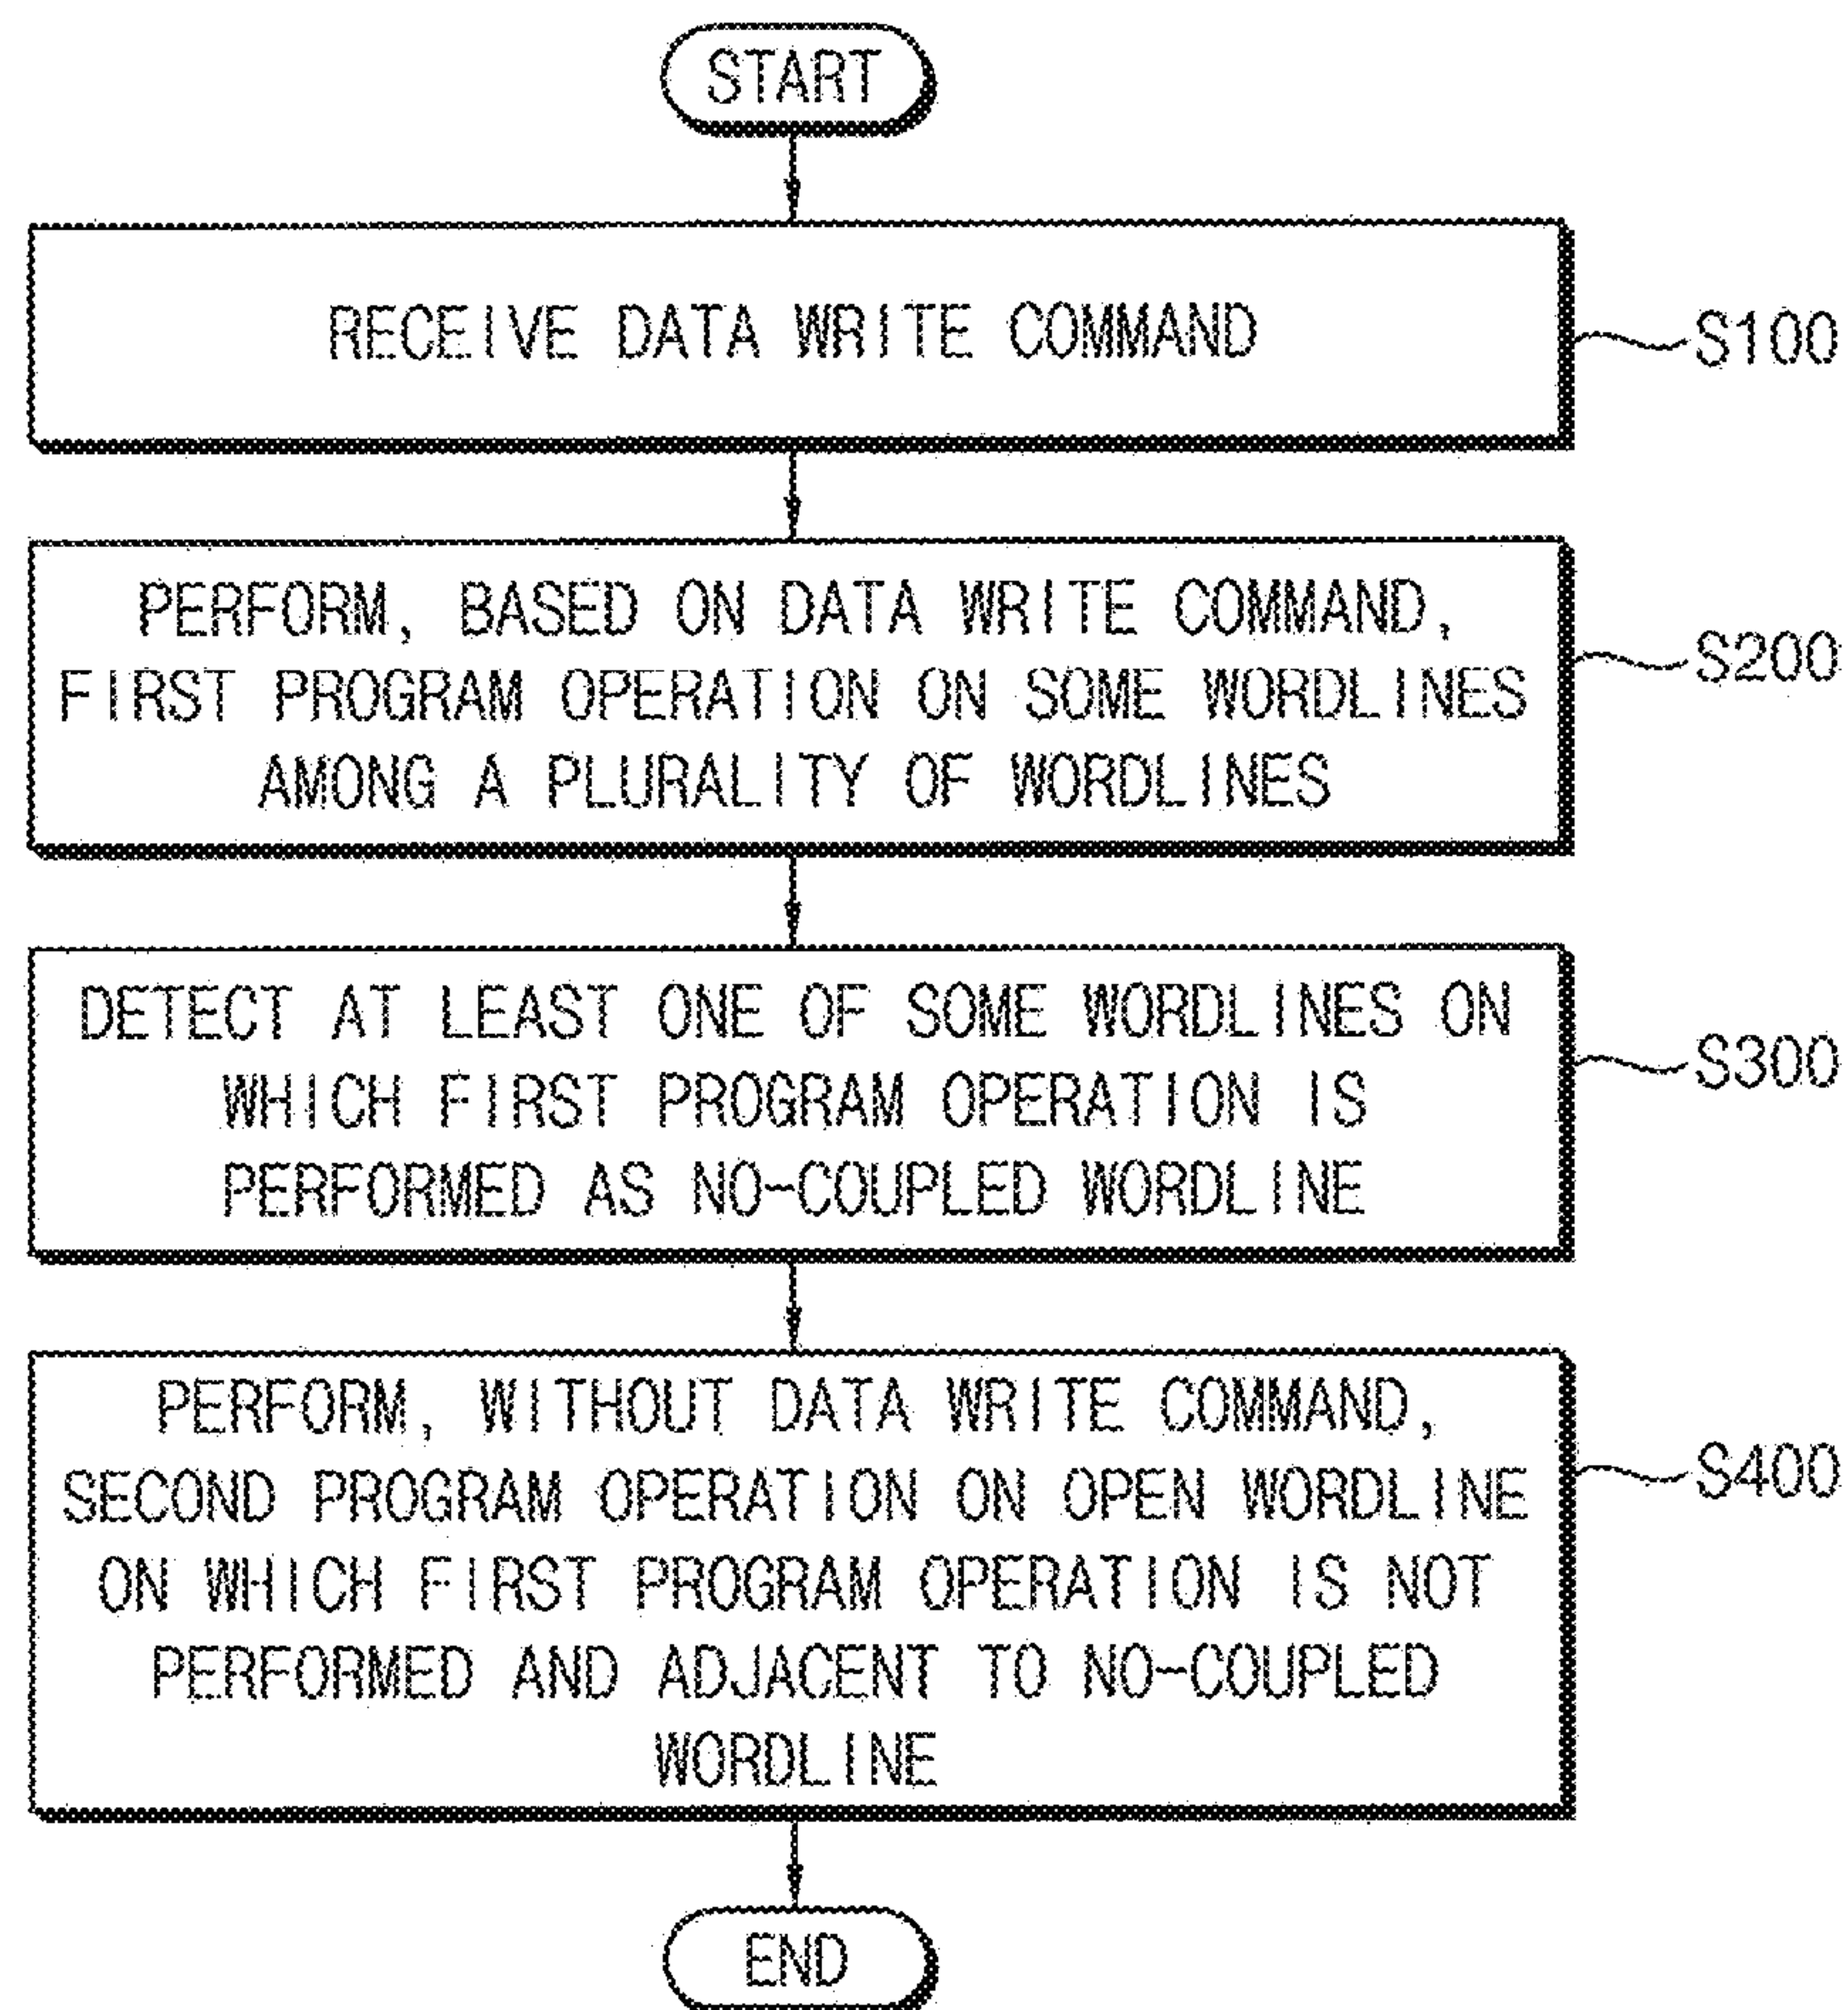 START
RECEIVE DATA WRITE COMMAND
S100
PERFORM, BASED ON DATA WRITE COMMAND,
FIRST PROGRAM OPERATION ON SOME WORDLINES
AMONG A PLURALITY OF WORDLINES
S200
DETECT AT LEAST ONE OF SOME WORDLINES ON
WHICH FIRST PROGRAM OPERATION IS
PERFORMED AS NO-COUPLED WORDLINE
S300
PERFORM, WITHOUT DATA WRITE COMMAND,
SECOND PROGRAM OPERATION ON OPEN WORDLINE
ON WHICH FIRST PROGRAM OPERATION IS NOT
PERFORMED AND ADJACENT TO NO-COUPLED
WORDLINE
S400
END